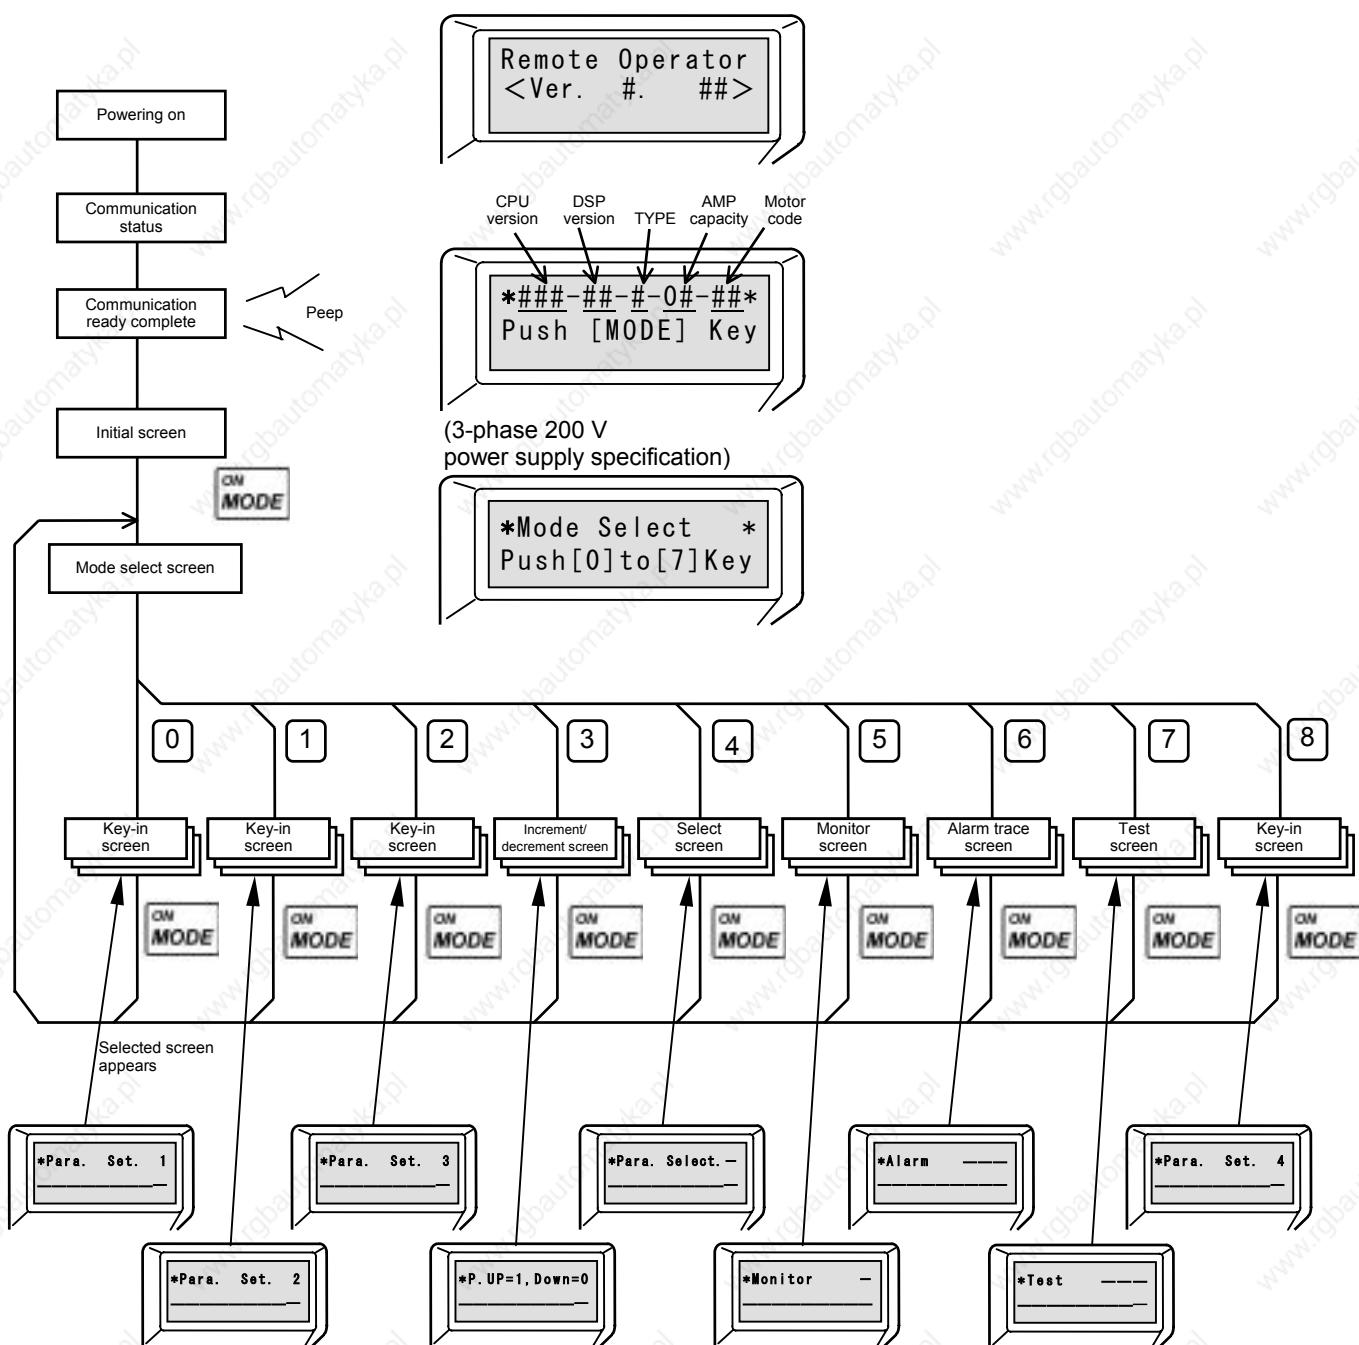 Remote Operator
<Ver. #. ##>
Powering on
Communication
status
CPU
version
DSP
version
TYPE
AMP
capacity
Motor
code
*###-##-#-0#-##*
Push [MODE] Key
Communication
ready complete
Peep
(3-phase 200 V
power supply specification)
Initial screen
ON
MODE
*Mode Select *
Push[0]to[7]Key
Mode select screen
0
1
2
3
4
5
6
7
8
Key-in
screen
Key-in
screen
Key-in
screen
Increment/
decrement screen
Select
screen
Monitor
screen
Alarm trace
screen
Test
screen
Key-in
screen
ON
MODE
ON
MODE
ON
MODE
ON
MODE
ON
MODE
ON
MODE
ON
MODE
ON
MODE
ON
MODE
Selected screen
appears
*Para. Set. 1
*Para. Set. 3
*Para. Select.-
*Alarm ----
*Para. Set. 4
*Para. Set. 2
*P.UP=1,Down=0
*Monitor -
*Test ---
www.rgbautomatyka.pl